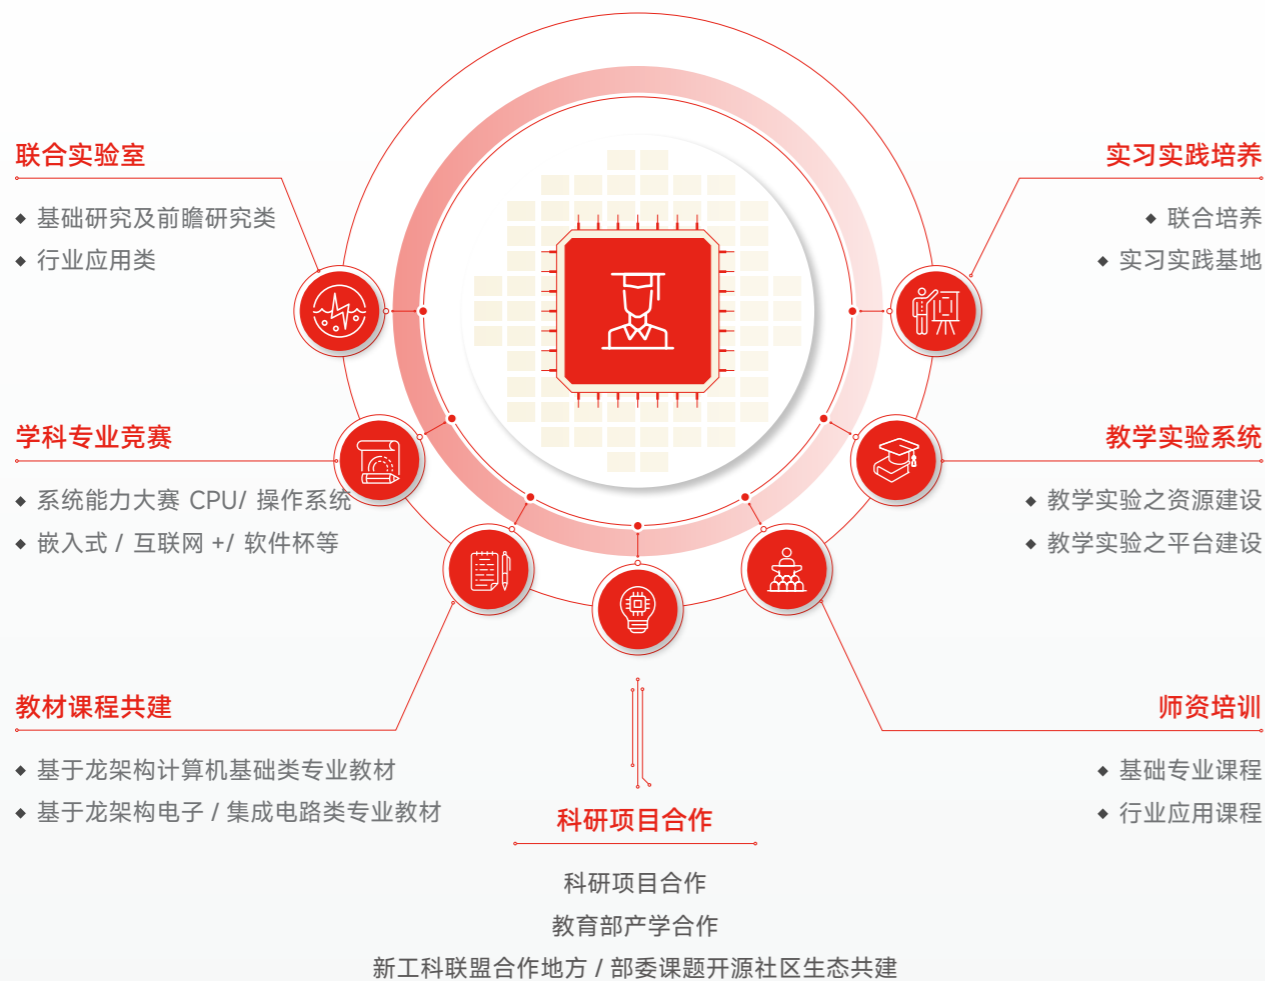 联合实验室
基础研究及前瞻研究类
行业应用类
学科专业竞赛
系统能力大赛 CPU/ 操作系统
嵌入式 / 互联网 +/ 软件杯等
教材课程共建
基于龙架构计算机基础类专业教材
基于龙架构电子 / 集成电路类专业教材
科研项目合作
科研项目合作
教育部产学合作
新工科联盟合作地方 / 部委课题开源社区生态共建
实习实践培养
联合培养
实习实践基地
教学实验系统
教学实验之资源建设
教学实验之平台建设
师资培训
基础专业课程
行业应用课程